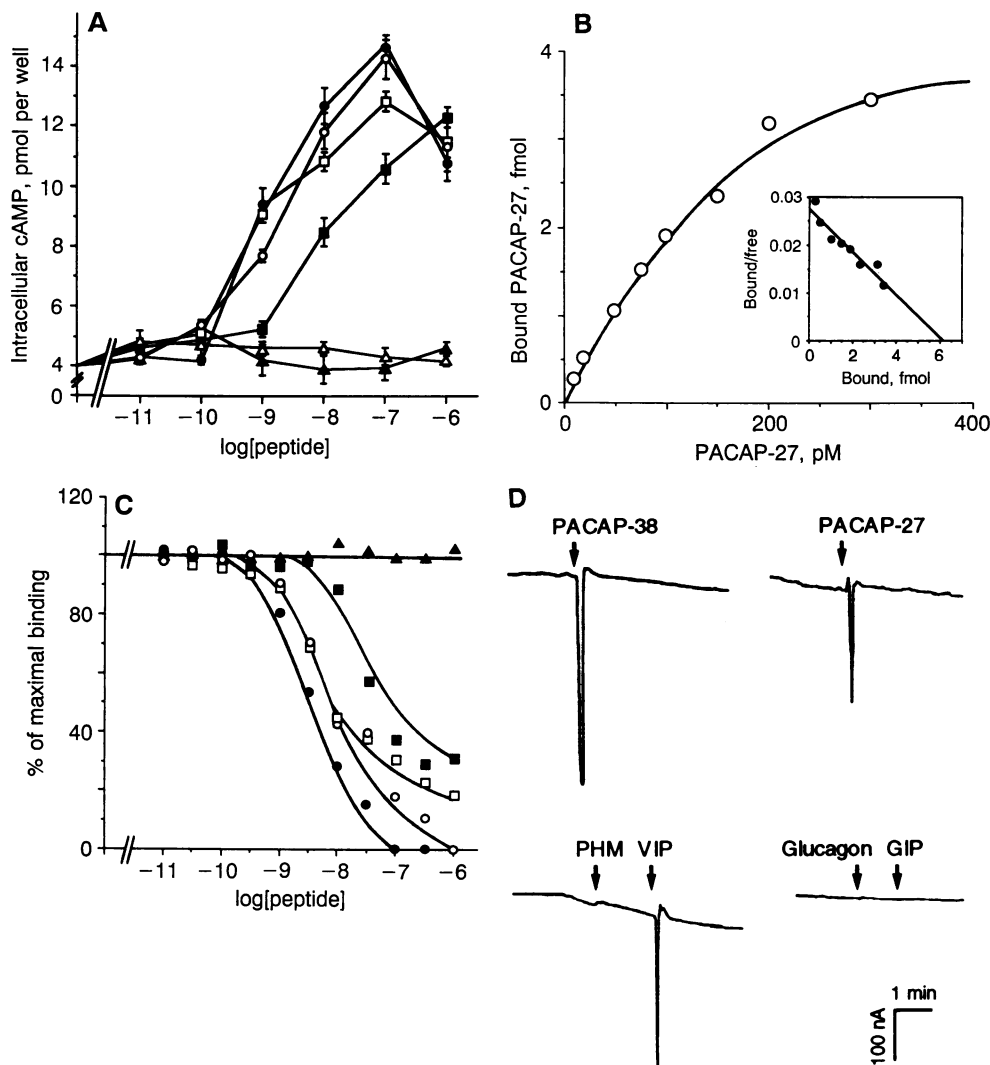 A
Intracellular cAMP, pmol per well
14
12
10
8
6
4
0
−11 −10 −9 −8 −7 −6
log[peptide]
B
Bound PACAP-27, fmol
4
2
0
0 200 400
PACAP-27, pM
Bound/free
0.03
0.02
0.01
0
0 2 4 6
Bound, fmol
C
% of maximal binding
120
80
40
0
−11 −10 −9 −8 −7 −6
log[peptide]
D
PACAP-38
PACAP-27
PHM VIP
Glucagon GIP
1 min
100 nA